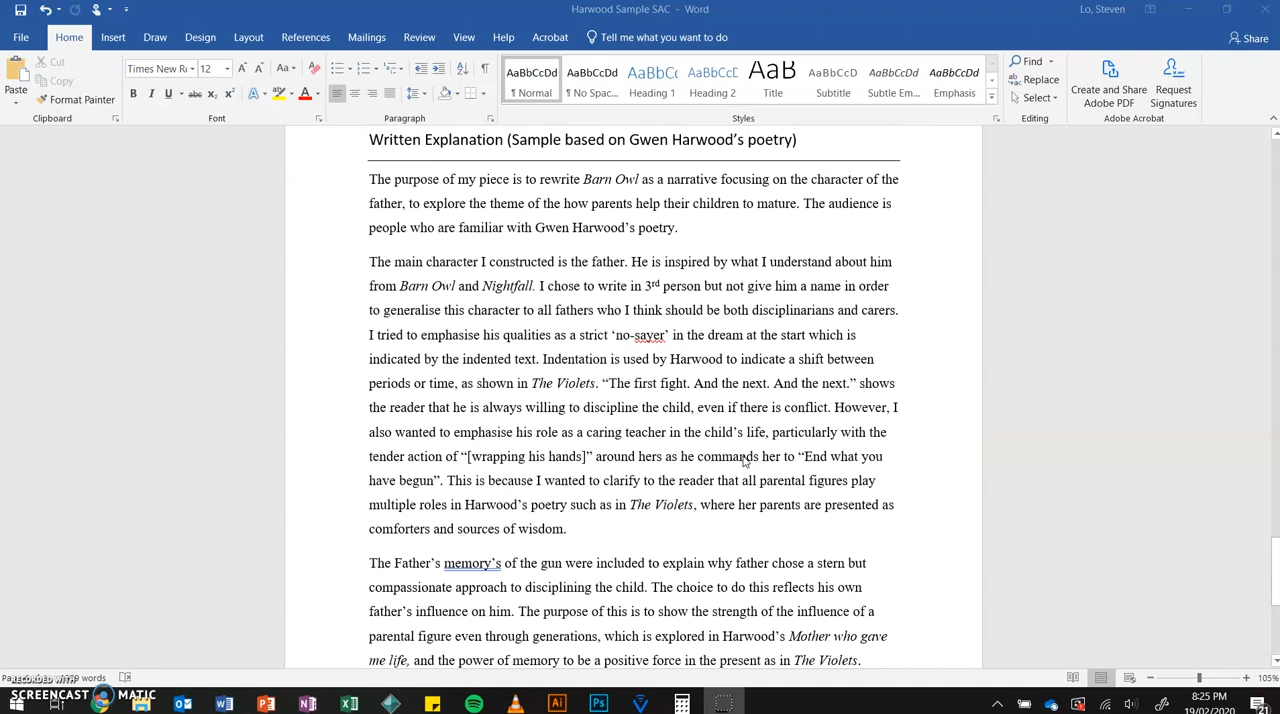 Harwood Sample SAC - Word
Lo, Steven
File Home Insert Draw Design Layout References Mailings Review View Help Acrobat Tell me what you want to do Share
Paste
Cut
Copy
Format Painter
Clipboard
Times New Ro 12
Font
Paragraph
AaBbCcDd AaBbCcDd AaBbCc AaBbCcC AaB AaBbCcD AaBbCcDd AaBbCcDd
¶ Normal ¶ No Spac... Heading 1 Heading 2 Title Subtitle Subtle Em... Emphasis
Styles
Find
Replace
Select
Editing
Create and Share Adobe PDF
Request Signatures
Adobe Acrobat
Written Explanation (Sample based on Gwen Harwood's poetry)
The purpose of my piece is to rewrite Barn Owl as a narrative focusing on the character of the
father, to explore the theme of the how parents help their children to mature. The audience is
people who are familiar with Gwen Harwood's poetry.
The main character I constructed is the father. He is inspired by what I understand about him
from Barn Owl and Nightfall. I chose to write in 3rd person but not give him a name in order
to generalise this character to all fathers who I think should be both disciplinarians and carers.
I tried to emphasise his qualities as a strict ‘no-sayer’ in the dream at the start which is
indicated by the indented text. Indentation is used by Harwood to indicate a shift between
periods or time, as shown in The Violets. “The first fight. And the next. And the next.” shows
the reader that he is always willing to discipline the child, even if there is conflict. However, I
also wanted to emphasise his role as a caring teacher in the child's life, particularly with the
tender action of “[wrapping his hands]” around hers as he commands her to “End what you
have begun”. This is because I wanted to clarify to the reader that all parental figures play
multiple roles in Harwood's poetry such as in The Violets, where her parents are presented as
comforters and sources of wisdom.
The Father's memory's of the gun were included to explain why father chose a stern but
compassionate approach to disciplining the child. The choice to do this reflects his own
father's influence on him. The purpose of this is to show the strength of the influence of a
parental figure even through generations, which is explored in Harwood's Mother who gave
me life, and the power of memory to be a positive force in the present as in The Violets.
words
105%
RECORDED WITH
SCREENCAST MATIC
8:25 PM
19/02/2020